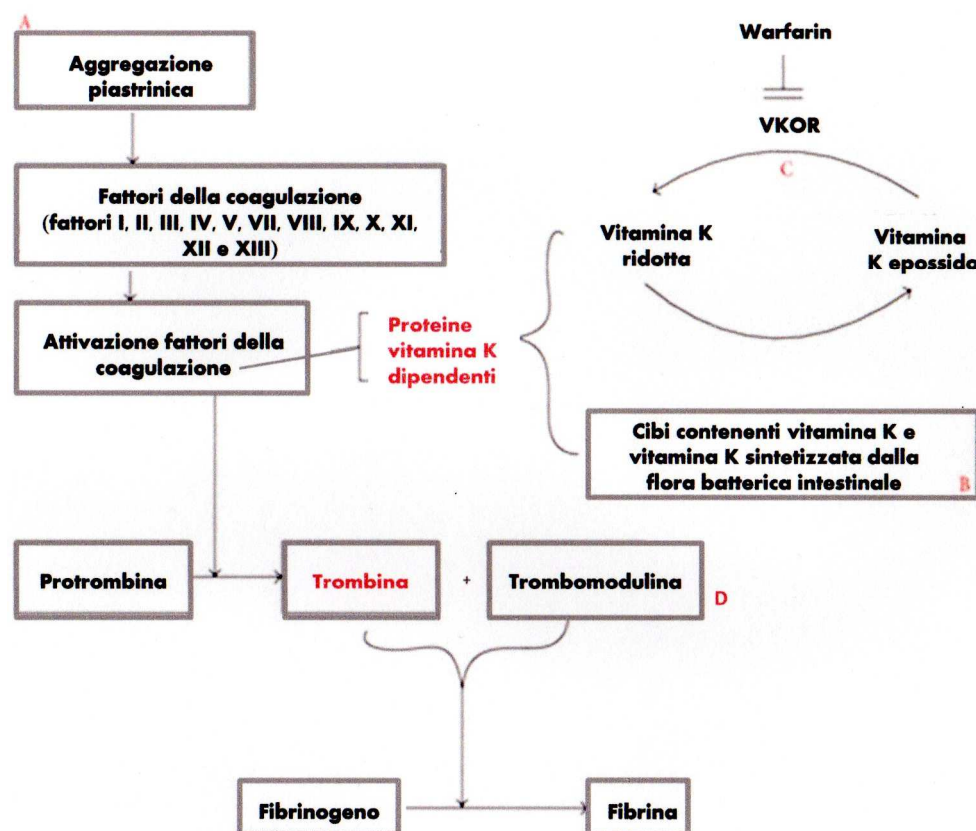 A
Aggregazione
piastrinica
Warfarin
VKOR
C
Fattori della coagulazione
(fattori I, II, III, IV, V, VII, VIII, IX, X, XI,
XII e XIII)
Vitamina K
ridotta
Vitamina
K epossido
Attivazione fattori della
coagulazione
Proteine
vitamina K
dipendenti
Cibi contenenti vitamina K e
vitamina K sintetizzata dalla
flora batterica intestinale
B
Protrombina
Trombina
+
Trombomodulina
D
Fibrinogeno
Fibrina